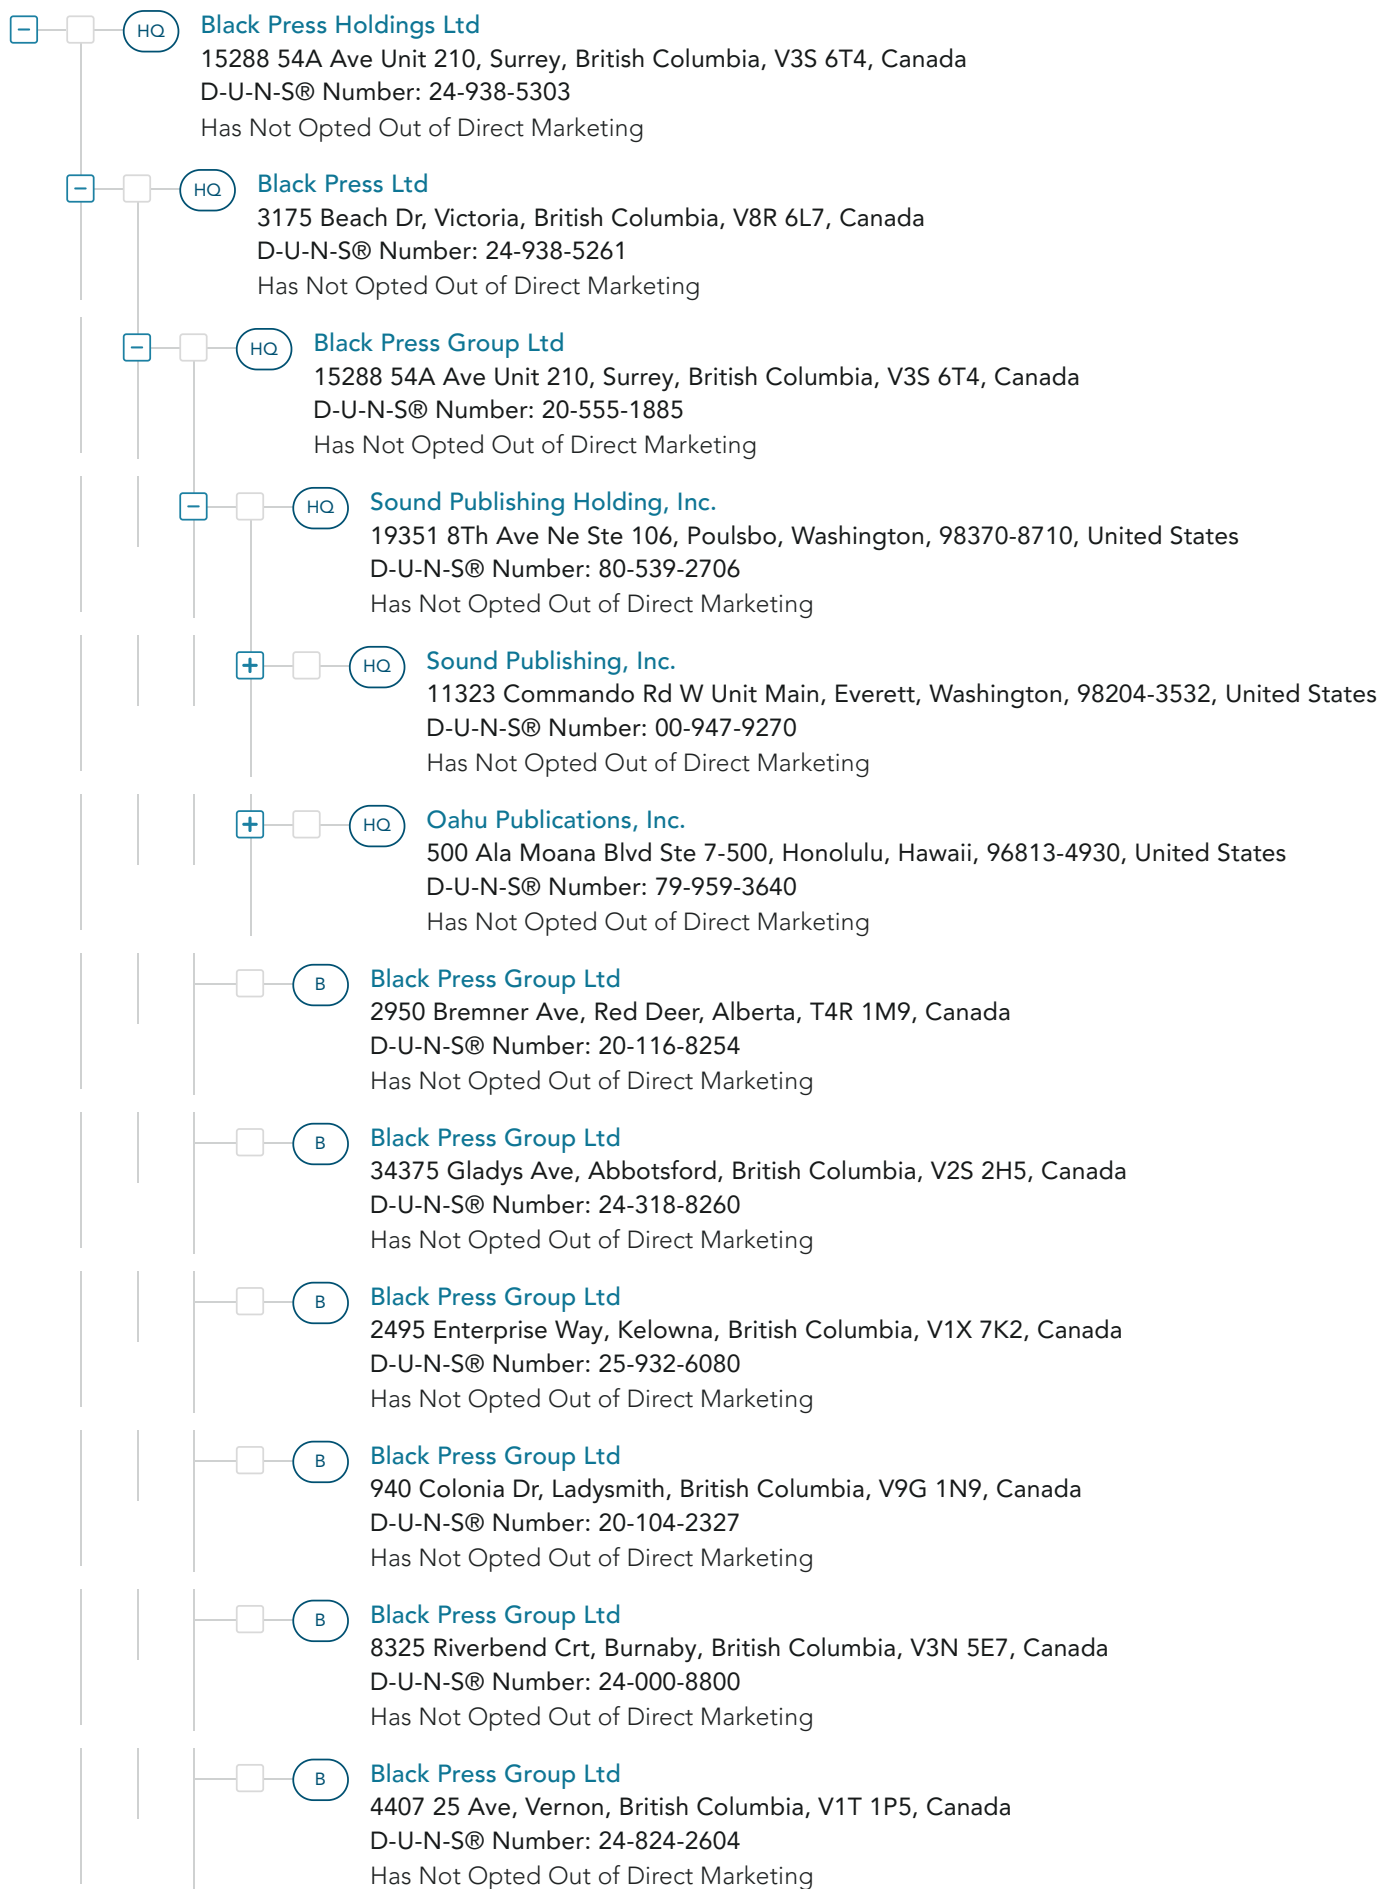 HQ Black Press Holdings Ltd
15288 54A Ave Unit 210, Surrey, British Columbia, V3S 6T4, Canada
D-U-N-S® Number: 24-938-5303
Has Not Opted Out of Direct Marketing
HQ Black Press Ltd
3175 Beach Dr, Victoria, British Columbia, V8R 6L7, Canada
D-U-N-S® Number: 24-938-5261
Has Not Opted Out of Direct Marketing
HQ Black Press Group Ltd
15288 54A Ave Unit 210, Surrey, British Columbia, V3S 6T4, Canada
D-U-N-S® Number: 20-555-1885
Has Not Opted Out of Direct Marketing
HQ Sound Publishing Holding, Inc.
19351 8Th Ave Ne Ste 106, Poulsbo, Washington, 98370-8710, United States
D-U-N-S® Number: 80-539-2706
Has Not Opted Out of Direct Marketing
HQ Sound Publishing, Inc.
11323 Commando Rd W Unit Main, Everett, Washington, 98204-3532, United States
D-U-N-S® Number: 00-947-9270
Has Not Opted Out of Direct Marketing
HQ Oahu Publications, Inc.
500 Ala Moana Blvd Ste 7-500, Honolulu, Hawaii, 96813-4930, United States
D-U-N-S® Number: 79-959-3640
Has Not Opted Out of Direct Marketing
B Black Press Group Ltd
2950 Bremner Ave, Red Deer, Alberta, T4R 1M9, Canada
D-U-N-S® Number: 20-116-8254
Has Not Opted Out of Direct Marketing
B Black Press Group Ltd
34375 Gladys Ave, Abbotsford, British Columbia, V2S 2H5, Canada
D-U-N-S® Number: 24-318-8260
Has Not Opted Out of Direct Marketing
B Black Press Group Ltd
2495 Enterprise Way, Kelowna, British Columbia, V1X 7K2, Canada
D-U-N-S® Number: 25-932-6080
Has Not Opted Out of Direct Marketing
B Black Press Group Ltd
940 Colonia Dr, Ladysmith, British Columbia, V9G 1N9, Canada
D-U-N-S® Number: 20-104-2327
Has Not Opted Out of Direct Marketing
B Black Press Group Ltd
8325 Riverbend Crt, Burnaby, British Columbia, V3N 5E7, Canada
D-U-N-S® Number: 24-000-8800
Has Not Opted Out of Direct Marketing
B Black Press Group Ltd
4407 25 Ave, Vernon, British Columbia, V1T 1P5, Canada
D-U-N-S® Number: 24-824-2604
Has Not Opted Out of Direct Marketing